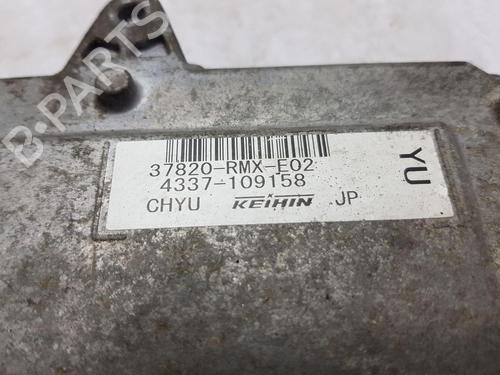 37820-RMX-E02
4337-109158
CHYU KEIHIN JP
YU
B-PARTS